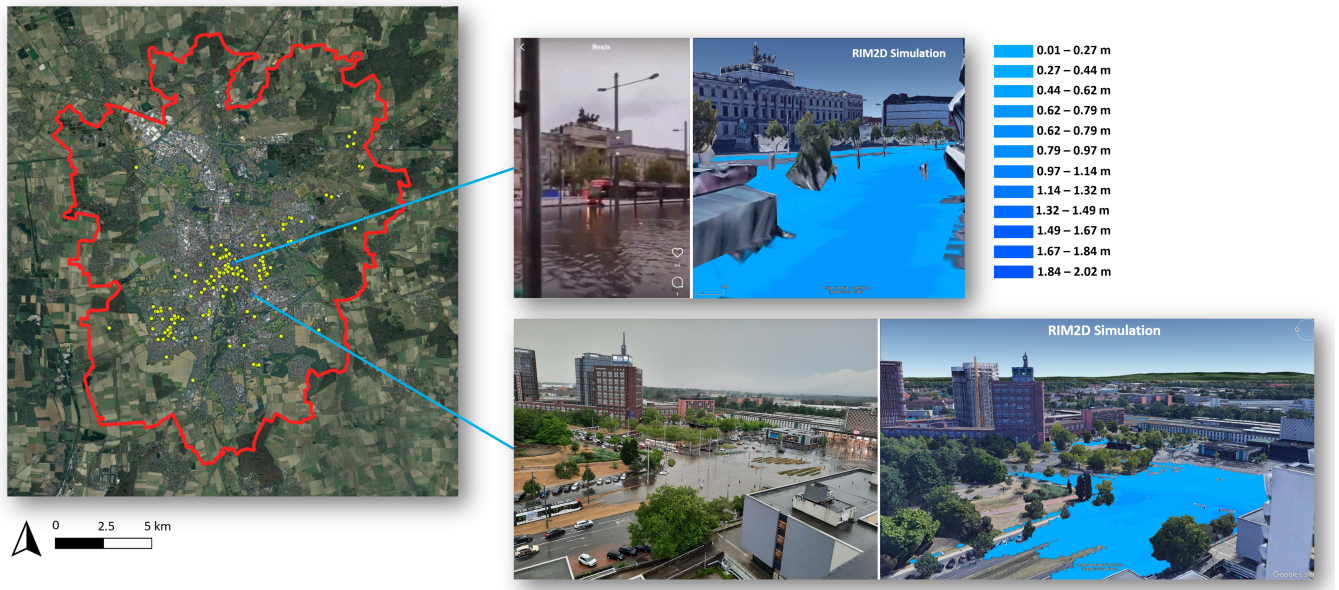 0 2.5 5 km
Reels
RIM2D Simulation
0.01 – 0.27 m
0.27 – 0.44 m
0.44 – 0.62 m
0.62 – 0.79 m
0.62 – 0.79 m
0.79 – 0.97 m
0.97 – 1.14 m
1.14 – 1.32 m
1.32 – 1.49 m
1.49 – 1.67 m
1.67 – 1.84 m
1.84 – 2.02 m
RIM2D Simulation
Google Earth